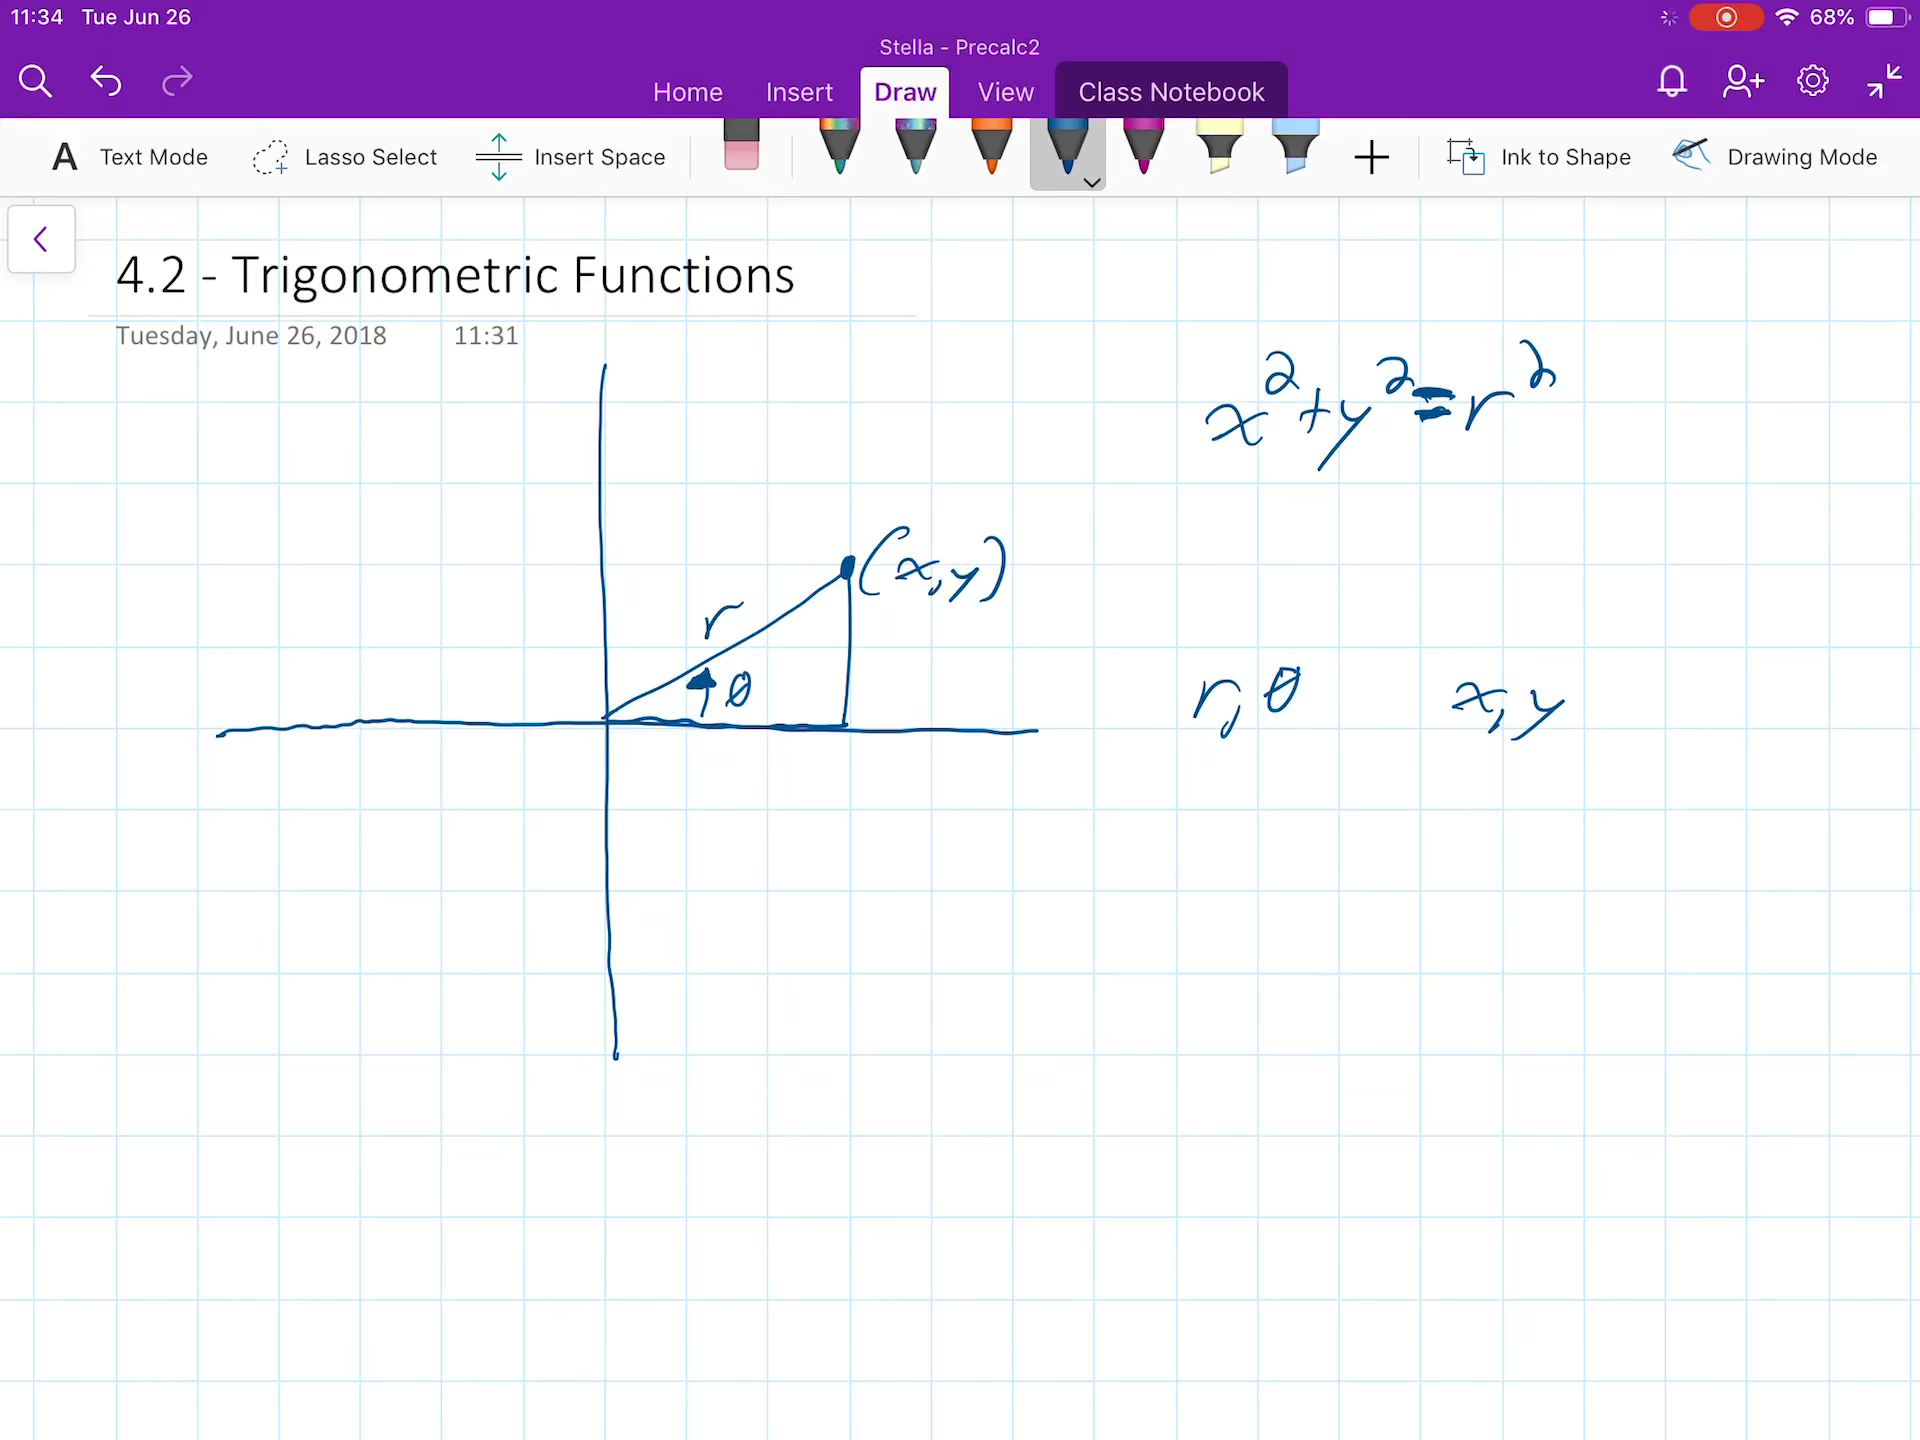 11:34 Tue Jun 26 68%
Stella - Precalc2
Home Insert Draw View Class Notebook
A Text Mode Lasso Select Insert Space Ink to Shape Drawing Mode
4.2 - Trigonometric Functions
Tuesday, June 26, 2018 11:31
x²+y²=r²
(x,y)
r
θ
r,θ x,y